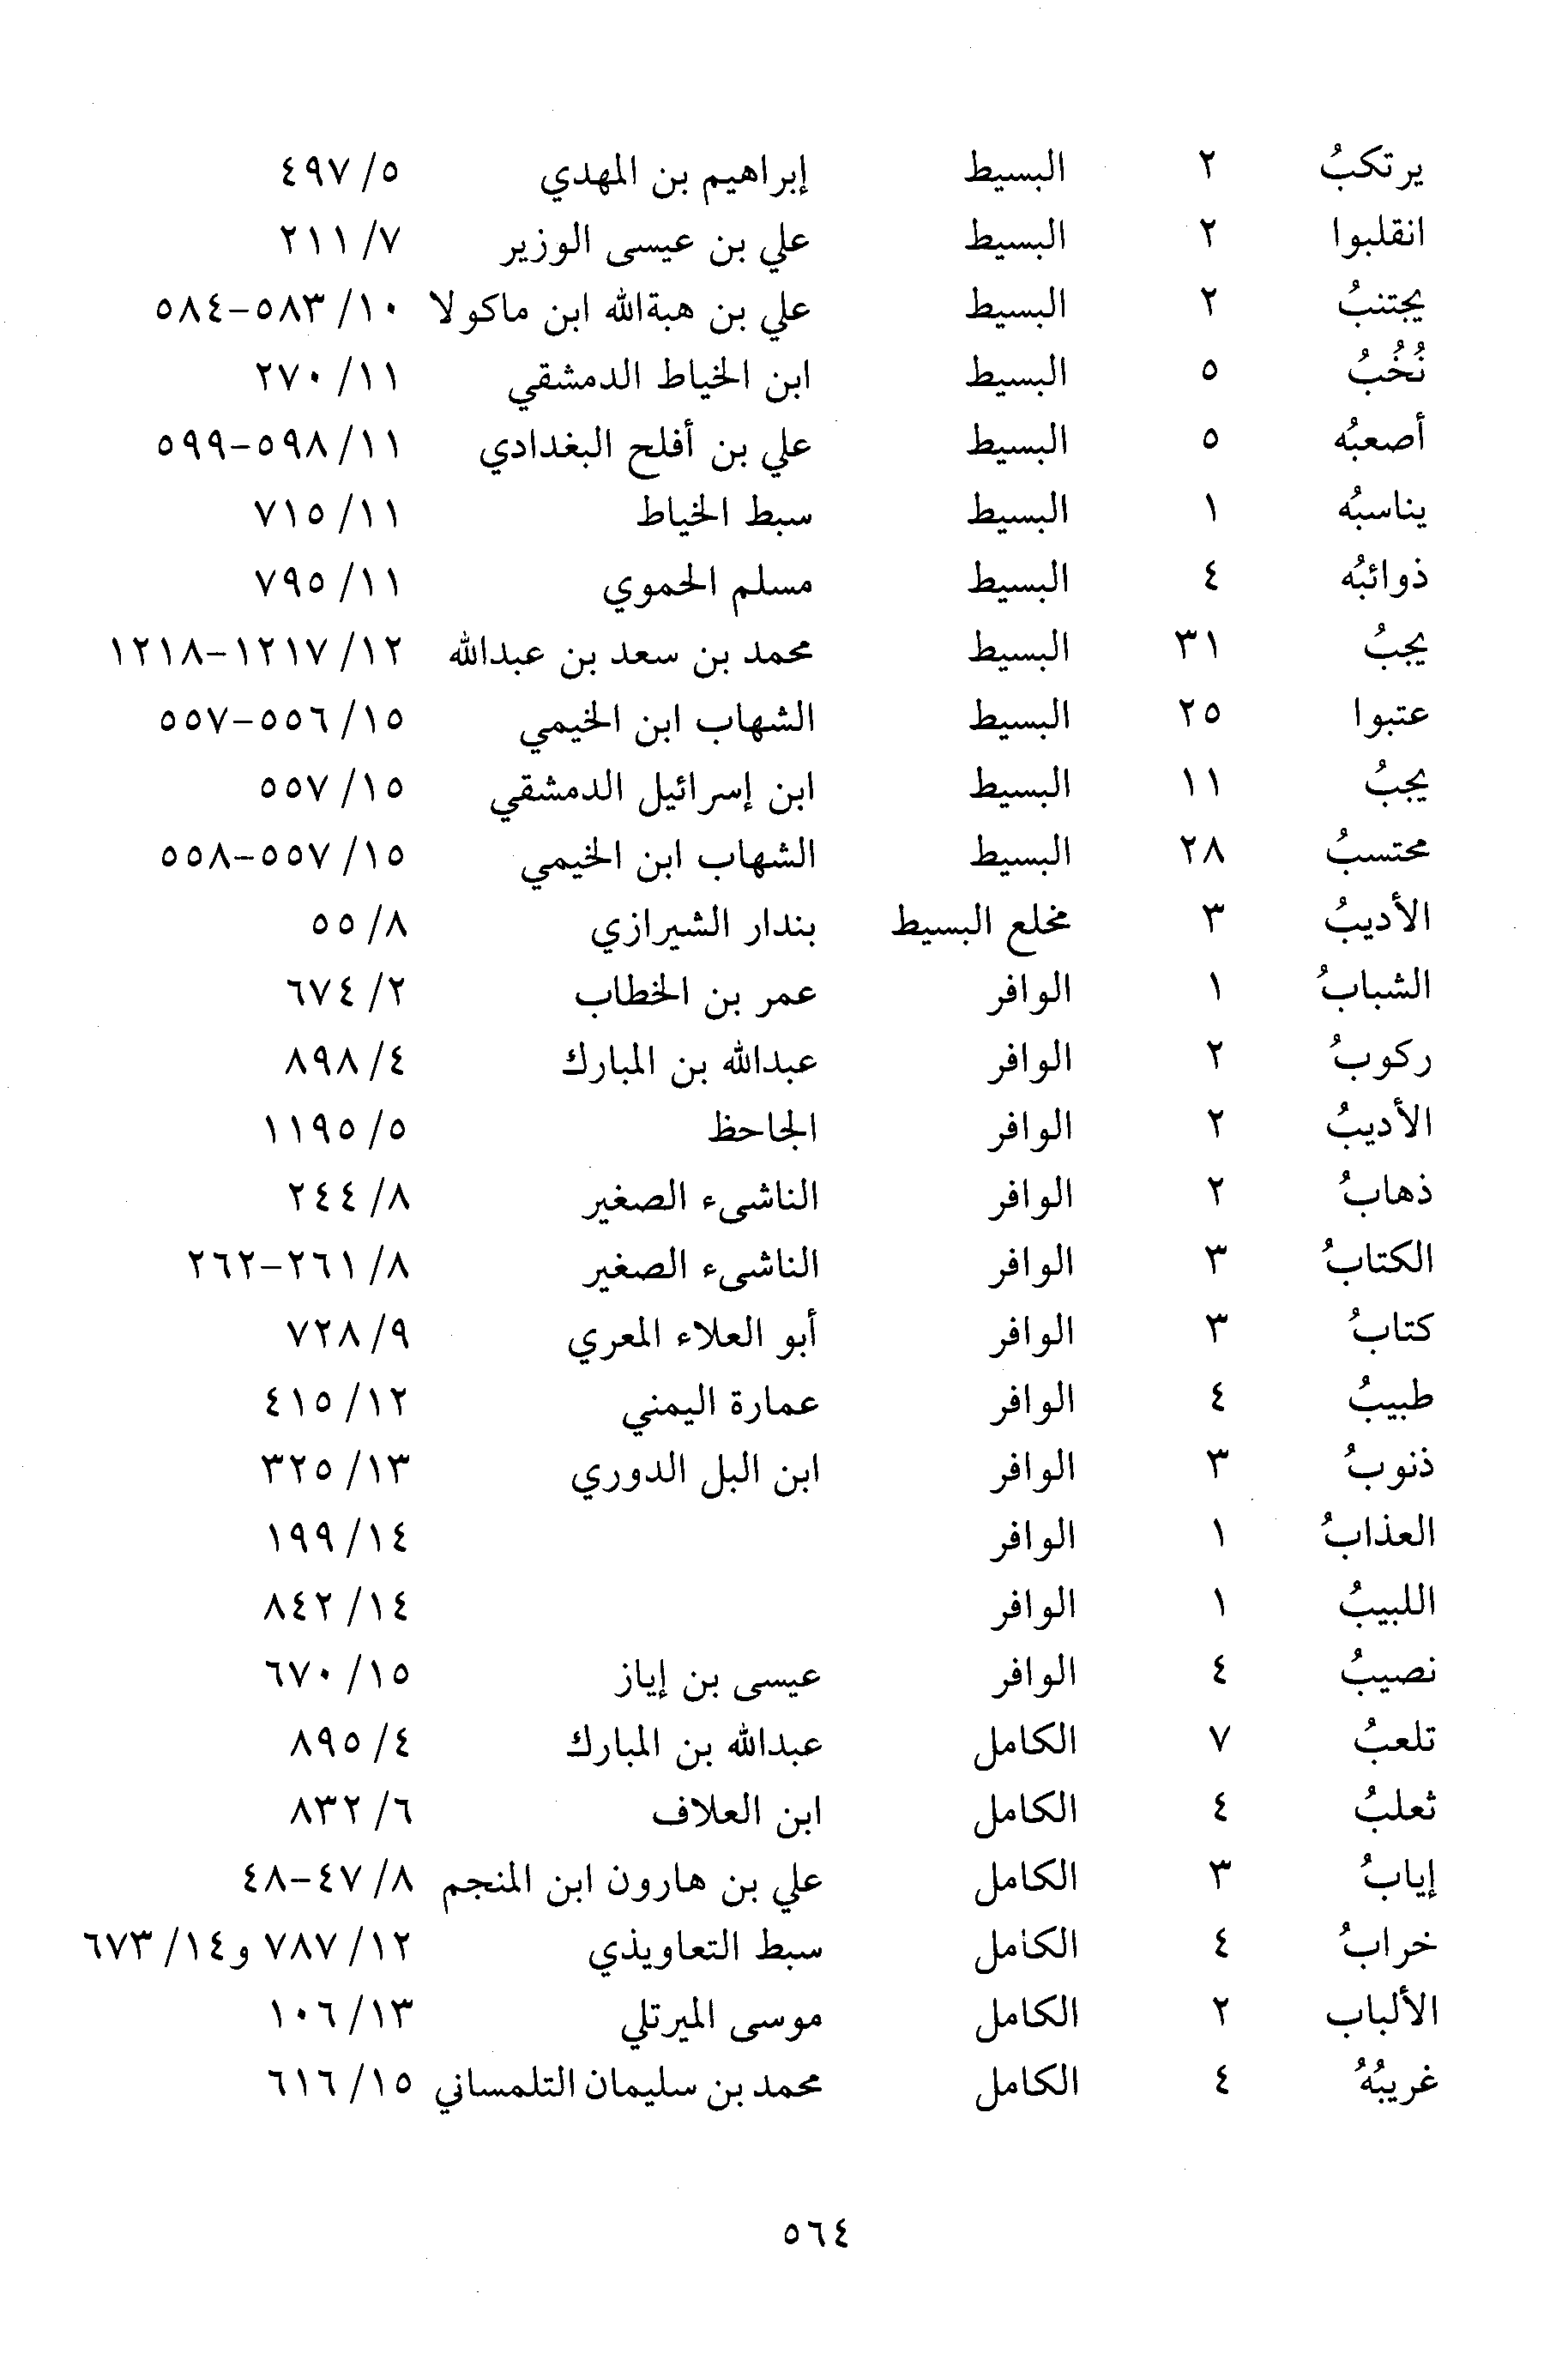 يرتكبُ ٢ البسيط إبراهيم بن المهدي ٥/ ٤٩٧
انقلبوا ٢ البسيط علي بن عيسى الوزير ٧/ ٢١١
يجتنبُ ٢ البسيط علي بن هبةالله ابن ماكولا ١٠/ ٥٨٣-٥٨٤
نُخُبُ ٥ البسيط ابن الخياط الدمشقي ١١/ ٢٧٠
أصعبُه ٥ البسيط علي بن أفلح البغدادي ١١/ ٥٩٨-٥٩٩
يناسبُه ١ البسيط سبط الخياط ١١/ ٧١٥
ذوائبُه ٤ البسيط مسلم الحموي ١١/ ٧٩٥
يجبُ ٣١ البسيط محمد بن سعد بن عبدالله ١٢/ ١٢١٧-١٢١٨
عتبوا ٢٥ البسيط الشهاب ابن الخيمي ١٥/ ٥٥٦-٥٥٧
يجبُ ١١ البسيط ابن إسرائيل الدمشقي ١٥/ ٥٥٧
محتسبُ ٢٨ البسيط الشهاب ابن الخيمي ١٥/ ٥٥٧-٥٥٨
الأديبُ ٣ مخلع البسيط بندار الشيرازي ٨/ ٥٥
الشبابُ ١ الوافر عمر بن الخطاب ٢/ ٦٧٤
ركوبُ ٢ الوافر عبدالله بن المبارك ٤/ ٨٩٨
الأديبُ ٢ الوافر الجاحظ ٥/ ١١٩٥
ذهابُ ٢ الوافر الناشىء الصغير ٨/ ٢٤٤
الكتابُ ٣ الوافر الناشىء الصغير ٨/ ٢٦١-٢٦٢
كتابُ ٣ الوافر أبو العلاء المعري ٩/ ٧٢٨
طبيبُ ٤ الوافر عمارة اليمني ١٢/ ٤١٥
ذنوبُ ٣ الوافر ابن البل الدوري ١٣/ ٣٢٥
العذابُ ١ الوافر ١٤/ ١٩٩
اللبيبُ ١ الوافر ١٤/ ٨٤٢
نصيبُ ٤ الوافر عيسى بن إياز ١٥/ ٦٧٠
تلعبُ ٧ الكامل عبدالله بن المبارك ٤/ ٨٩٥
ثعلبُ ٤ الكامل ابن العلاف ٦/ ٨٣٢
إيابُ ٣ الكامل علي بن هارون ابن المنجم ٨/ ٤٧-٤٨
خرابُ ٤ الكامل سبط التعاويذي ١٢/ ٧٨٧ و١٤/ ٦٧٣
الألباب ٢ الكامل موسى الميرتلي ١٣/ ١٠٦
غريبُهُ ٤ الكامل محمد بن سليمان التلمساني ١٥/ ٦١٦
٥٦٤